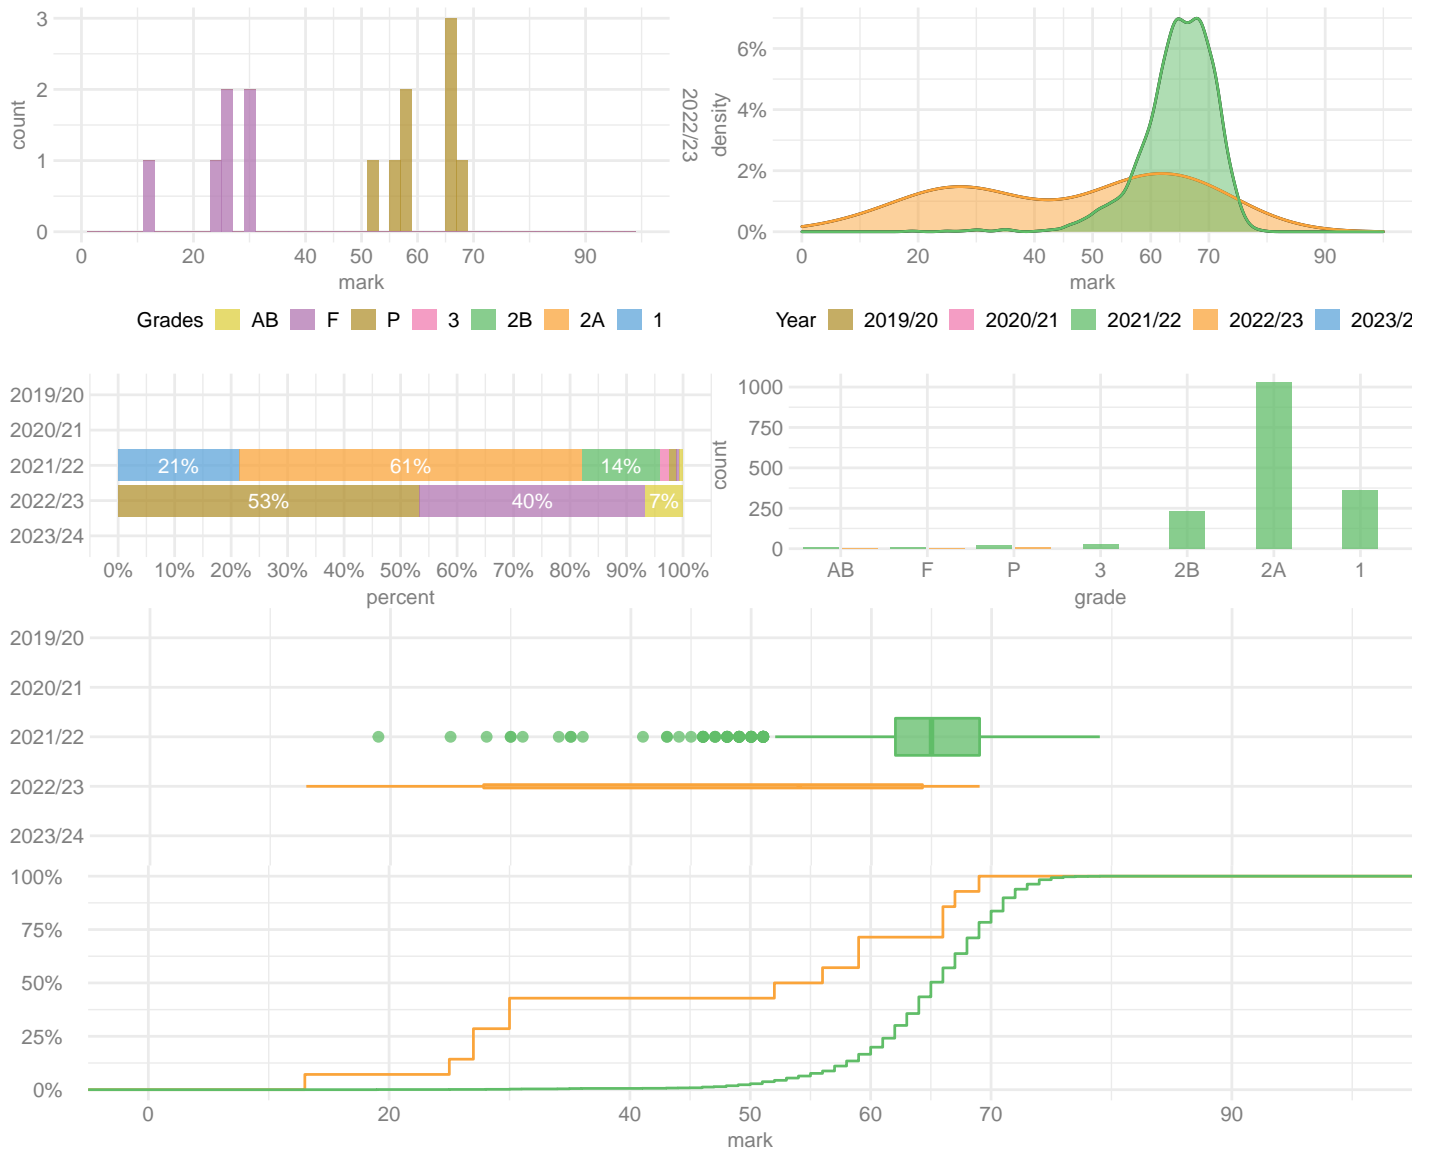 3
2
1
0
count
0
20
40
50
60
70
90
mark
2022/23
6%
4%
2%
0%
density
0
20
40
50
60
70
90
mark
Grades AB F P 3 2B 2A 1
Year 2019/20 2020/21 2021/22 2022/23 2023/2
2019/20
2020/21
2021/22
2022/23
2023/24
21% 61% 14%
53% 40% 7%
0% 10% 20% 30% 40% 50% 60% 70% 80% 90% 100%
percent
1000
750
500
250
0
count
AB F P 3 2B 2A 1
grade
2019/20
2020/21
2021/22
2022/23
2023/24
100%
75%
50%
25%
0%
0 20 40 50 60 70 90
mark